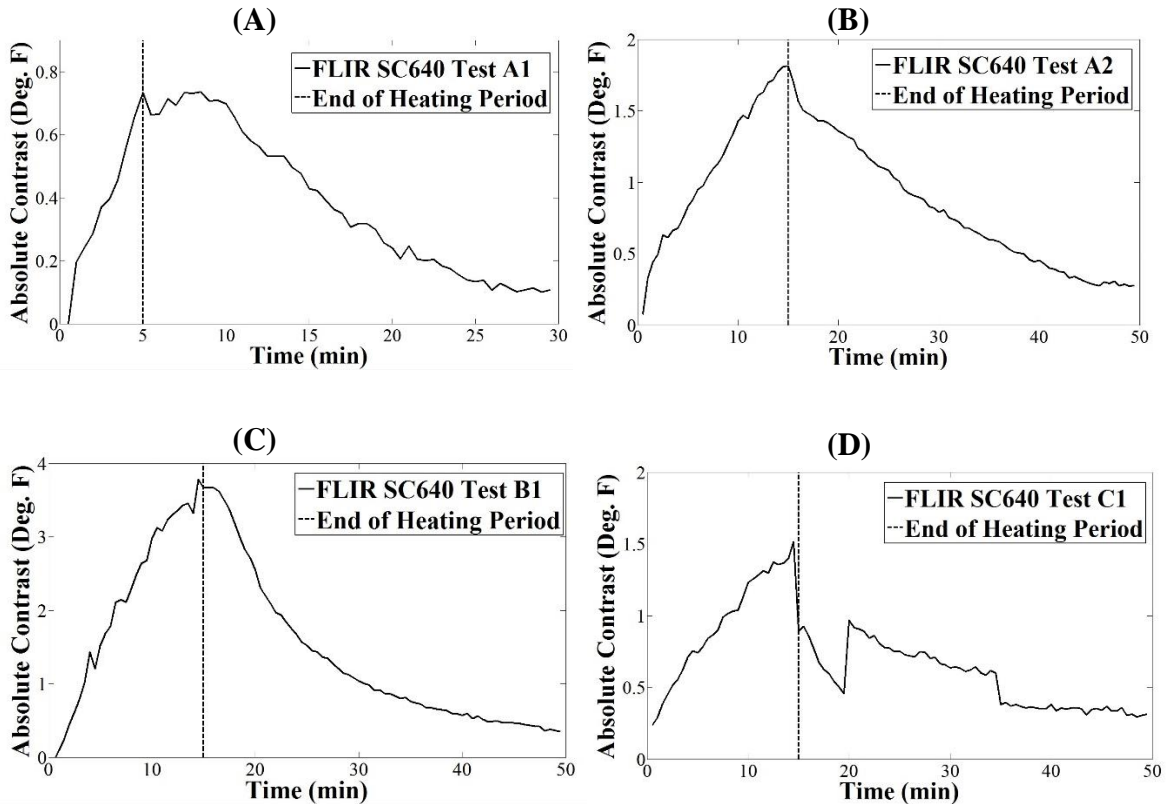 (A)
Absolute Contrast (Deg. F)
0.8
0.6
0.4
0.2
0
FLIR SC640 Test A1
End of Heating Period
0 5 10 15 20 25 30
Time (min)
(B)
Absolute Contrast (Deg. F)
2
1.5
1
0.5
0
FLIR SC640 Test A2
End of Heating Period
0 10 20 30 40 50
Time (min)
(C)
Absolute Contrast (Deg. F)
4
3
2
1
0
FLIR SC640 Test B1
End of Heating Period
0 10 20 30 40 50
Time (min)
(D)
Absolute Contrast (Deg. F)
2
1.5
1
0.5
0
FLIR SC640 Test C1
End of Heating Period
0 10 20 30 40 50
Time (min)